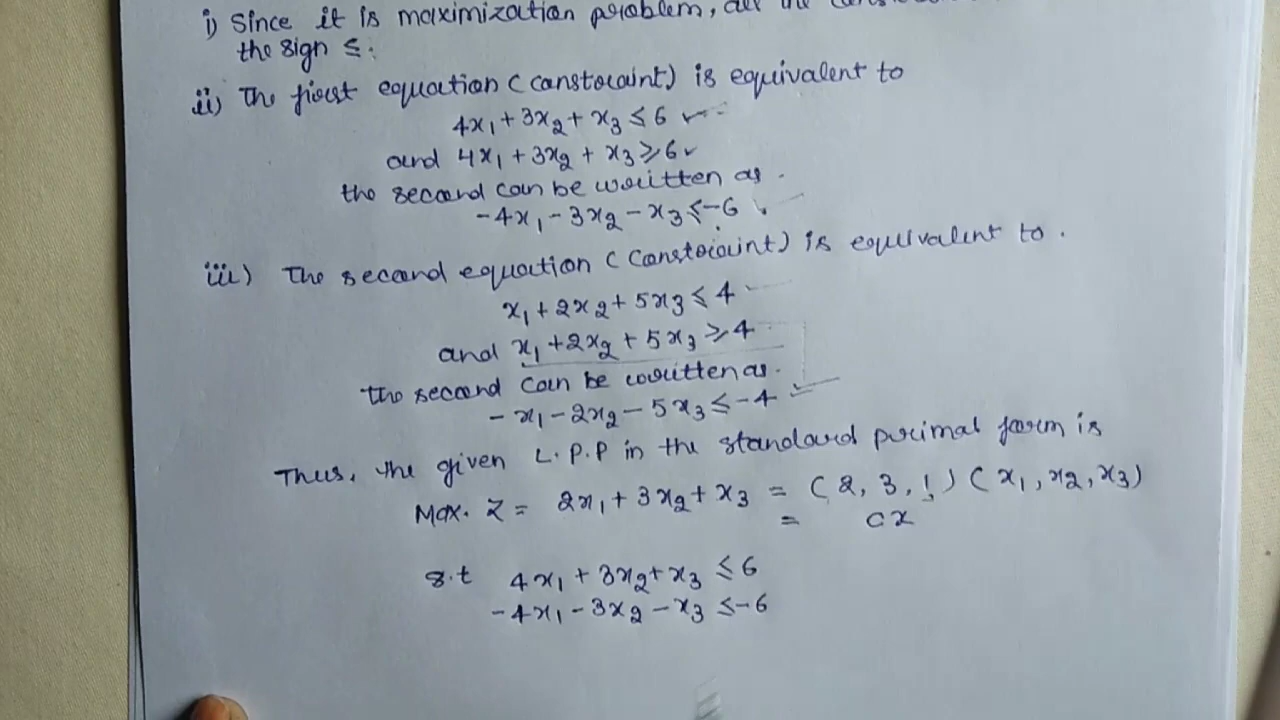 i) Since it is maximization problem, all the
the sign ≤.
ii) The first equation (constraint) is equivalent to
4x₁ + 3x₂ + x₃ ≤ 6
and 4x₁ + 3x₂ + x₃ ≥ 6
the second can be written as.
-4x₁ - 3x₂ - x₃ ≤ -6
iii) The second equation (constraint) is equivalent to.
x₁ + 2x₂ + 5x₃ ≤ 4
and x₁ + 2x₂ + 5x₃ ≥ 4
The second can be written as.
- x₁ - 2x₂ - 5x₃ ≤ -4
Thus, the given L.P.P in the standard primal form is
Max. Z = 2x₁ + 3x₂ + x₃ = (2, 3, 1) (x₁, x₂, x₃)
= cx
s.t 4x₁ + 3x₂ + x₃ ≤ 6
-4x₁ - 3x₂ - x₃ ≤ -6